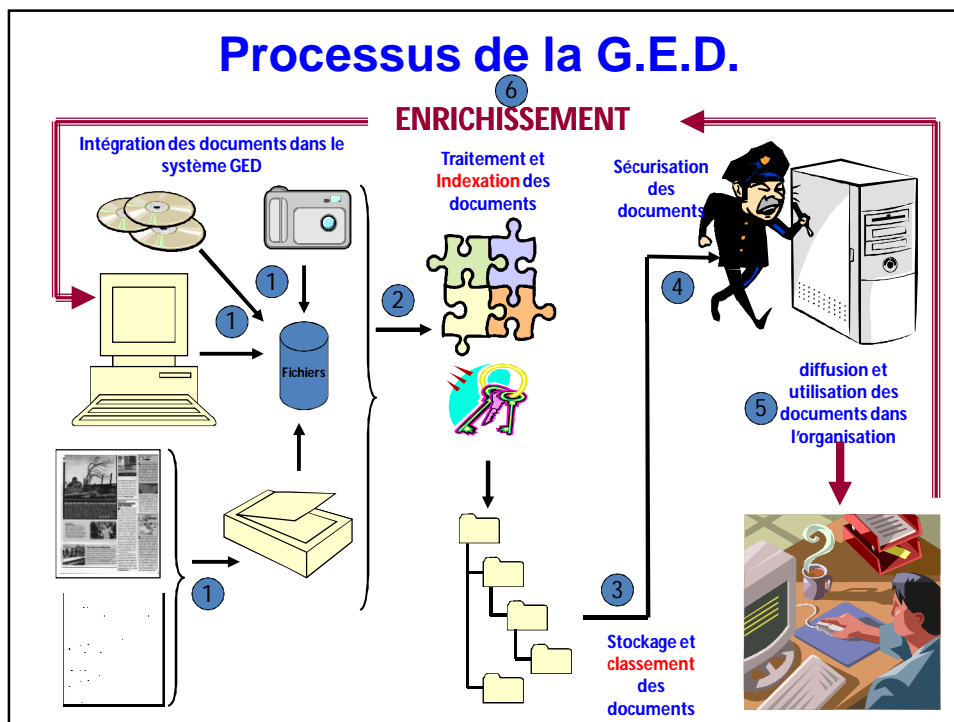 Processus de la G.E.D.
6
ENRICHISSEMENT
Intégration des documents dans le
système GED
Traitement et
Indexation des
documents
Sécurisation
des
documents
1
1
2
4
Fichiers
diffusion et
utilisation des
5
documents dans
l'organisation
1
3
Stockage et
classement
des
documents